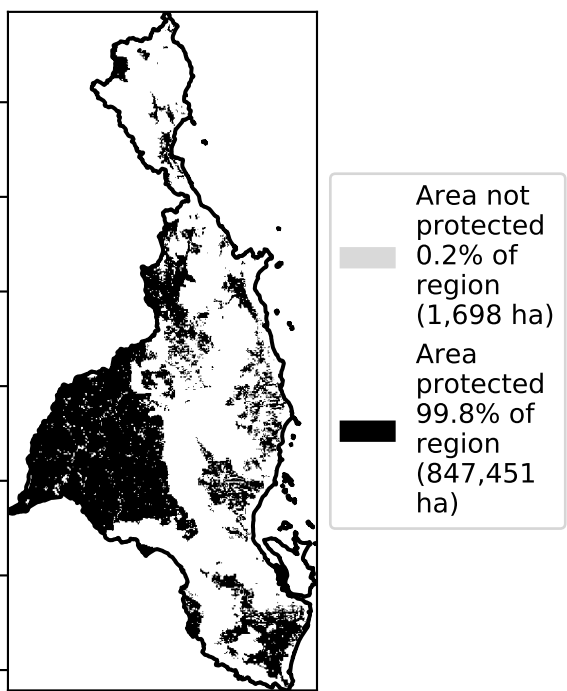 Area not
protected
0.2% of
region
(1,698 ha)
Area
protected
99.8% of
region
(847,451
ha)